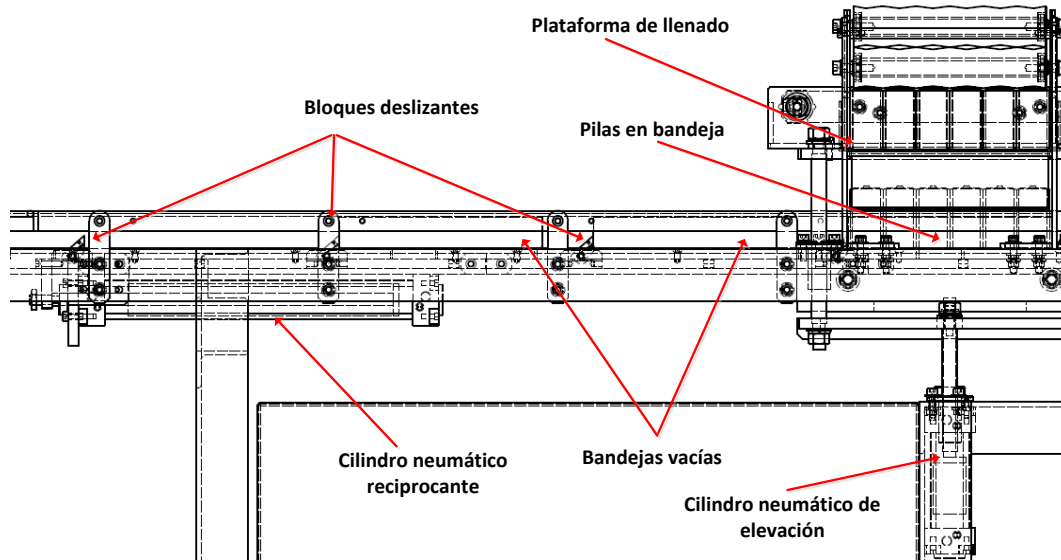 Plataforma de llenado
Bloques deslizantes
Pilas en bandeja
Cilindro neumático
reciprocante
Bandejas vacías
Cilindro neumático de
elevación